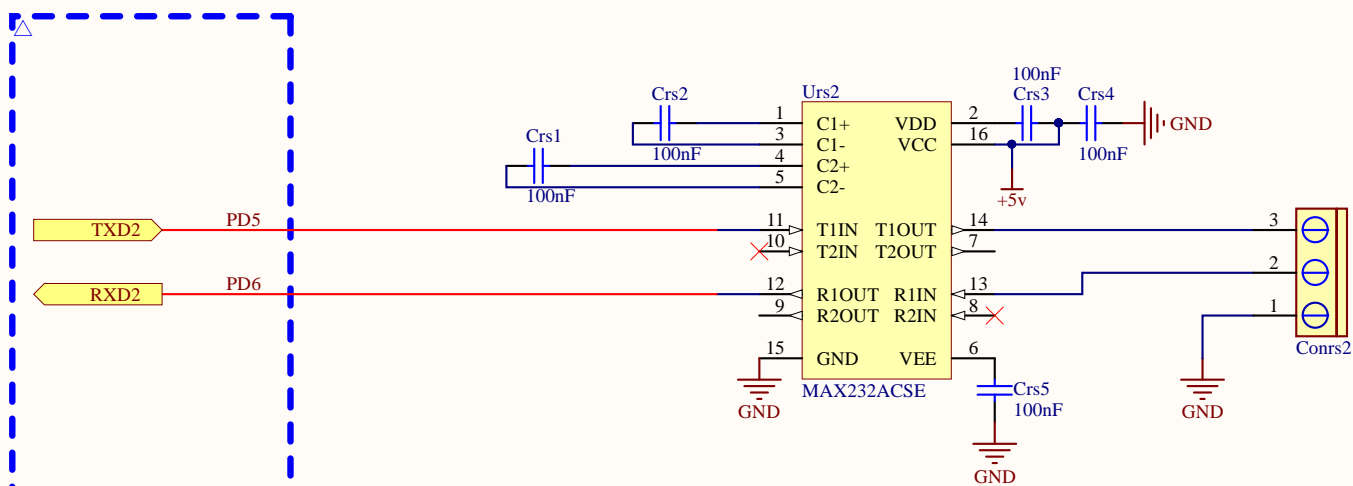 100nF
Urs2
Crs2
Crs3
Crs4
1
C1+
VDD
2
GND
Crs1
3
C1-
VCC
16
100nF
100nF
4
C2+
5
C2-
100nF
+5v
TXD2
PD5
11
T1IN
T1OUT
14
3
10
T2IN
T2OUT
7
2
RXD2
PD6
12
R1OUT
R1IN
13
9
R2OUT
R2IN
8
1
Conrs2
15
GND
VEE
6
MAX232ACSE
Crs5
100nF
GND
GND
GND